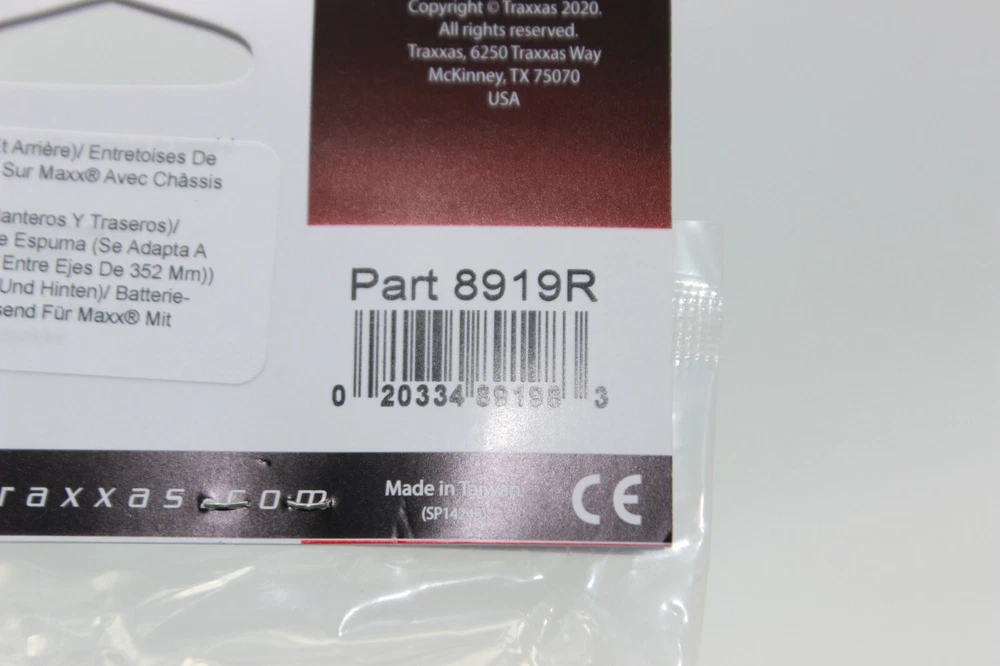 Copyright © Traxxas 2020.
All rights reserved.
Traxxas, 6250 Traxxas Way
McKinney, TX 75070
USA
Et Arrière)/ Entretoises De
Sur Maxx® Avec Châssis
lanteros Y Traseros)/
e Espuma (Se Adapta A
Entre Ejes De 352 Mm))
Und Hinten)/ Batterie-
send Für Maxx® Mit
Part 8919R
0 20334 89198 3
raxxas.com
Made in Taiwan
CE